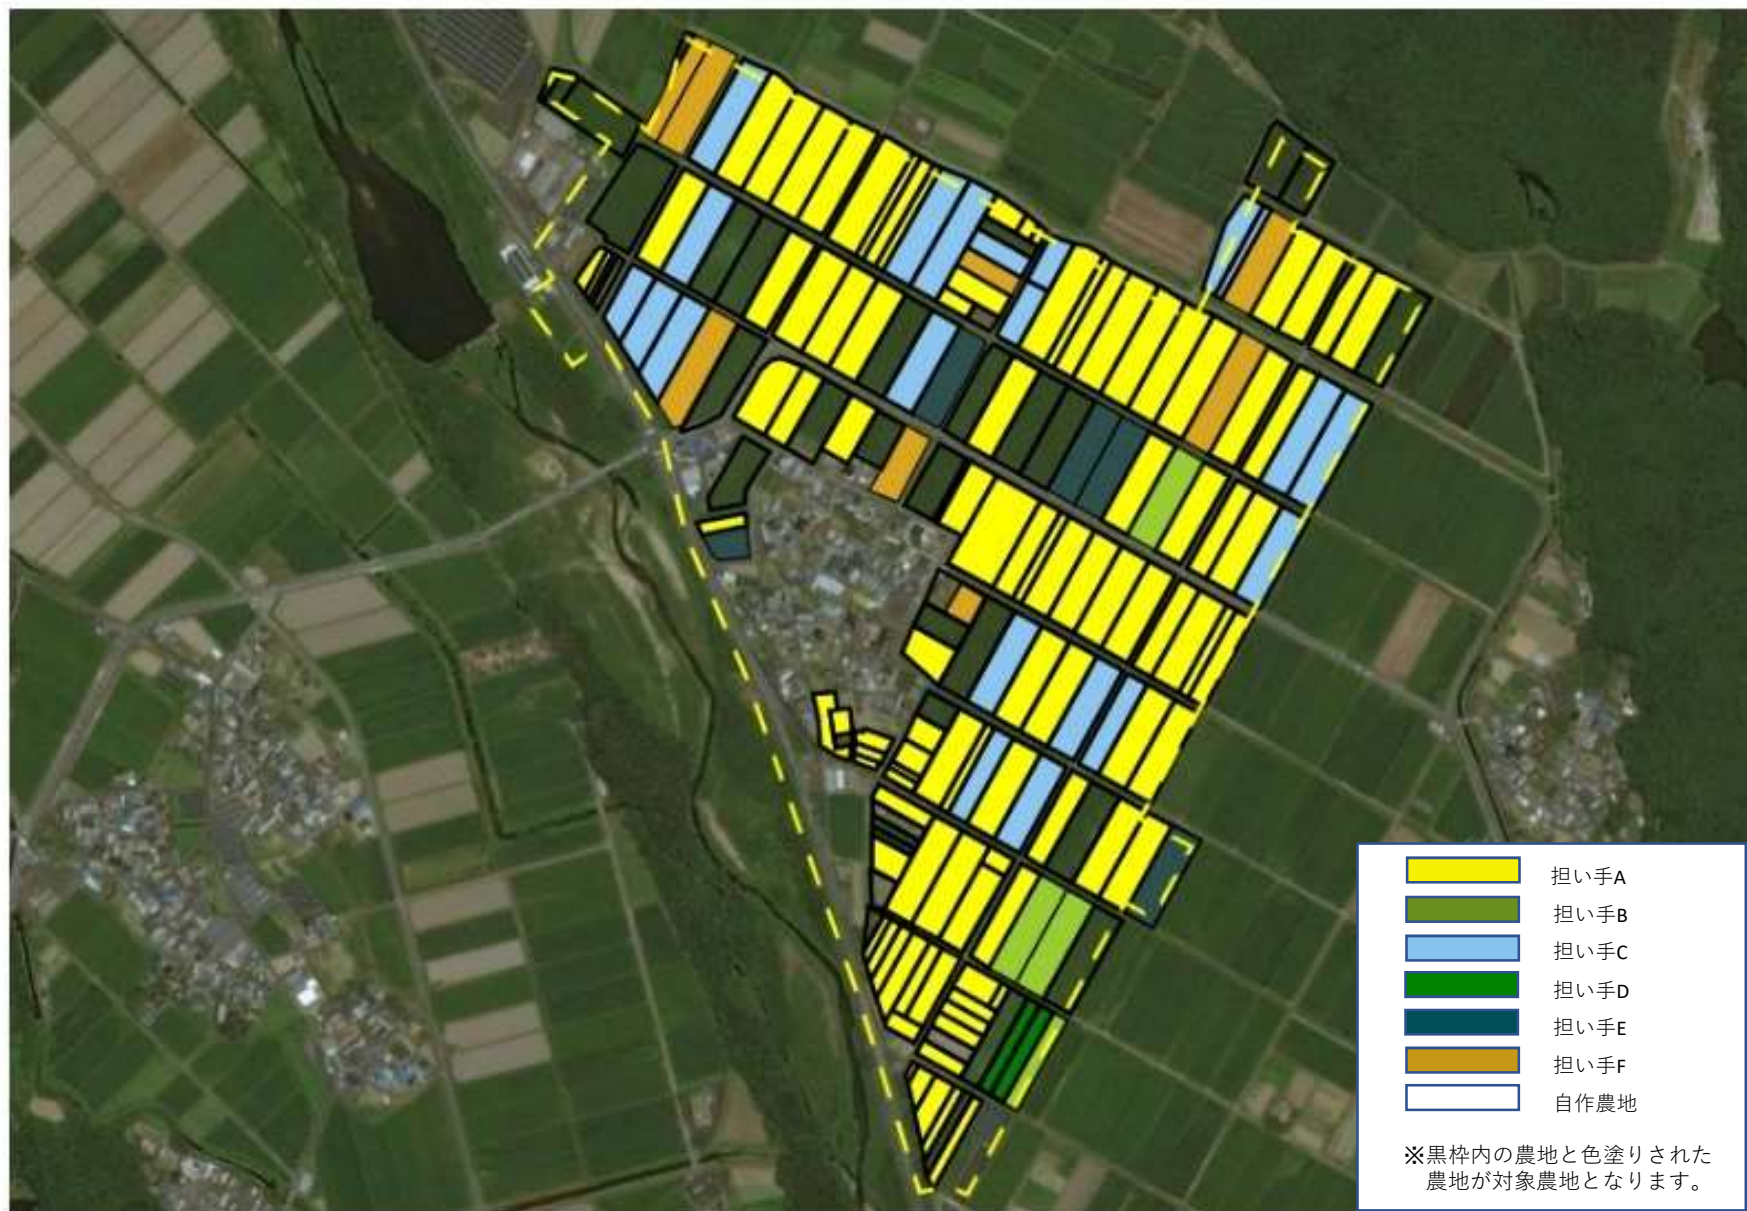 担い手A
担い手B
担い手C
担い手D
担い手E
担い手F
自作農地
※黒枠内の農地と色塗りされた
農地が対象農地となります。